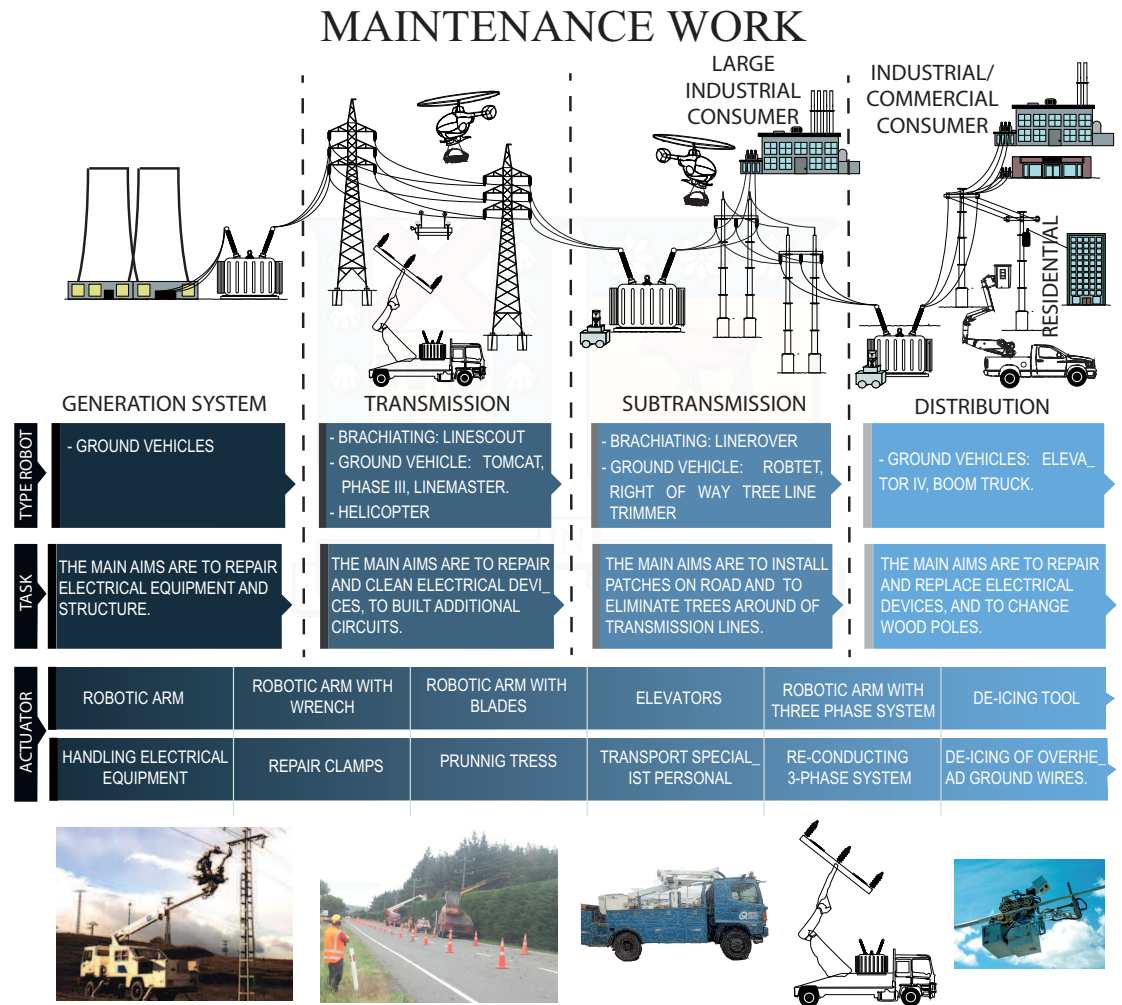 MAINTENANCE WORK
LARGE
INDUSTRIAL
CONSUMER
INDUSTRIAL/
COMMERCIAL
CONSUMER
RESIDENTIAL
GENERATION SYSTEM
TRANSMISSION
SUBTRANSMISSION
DISTRIBUTION
TYPE ROBOT
- GROUND VEHICLES
- BRACHIATING: LINESCOUT
- GROUND VEHICLE: TOMCAT,
PHASE III, LINEMASTER.
- HELICOPTER
- BRACHIATING: LINEROVER
- GROUND VEHICLE: ROBTET,
RIGHT OF WAY TREE LINE
TRIMMER
- GROUND VEHICLES: ELEVA_
TOR IV, BOOM TRUCK.
TASK
THE MAIN AIMS ARE TO REPAIR
ELECTRICAL EQUIPMENT AND
STRUCTURE.
THE MAIN AIMS ARE TO REPAIR
AND CLEAN ELECTRICAL DEVI_
CES, TO BUILT ADDITIONAL
CIRCUITS.
THE MAIN AIMS ARE TO INSTALL
PATCHES ON ROAD AND TO
ELIMINATE TREES AROUND OF
TRANSMISSION LINES.
THE MAIN AIMS ARE TO REPAIR
AND REPLACE ELECTRICAL
DEVICES, AND TO CHANGE
WOOD POLES.
ACTUATOR
ROBOTIC ARM
ROBOTIC ARM WITH
WRENCH
ROBOTIC ARM WITH
BLADES
ELEVATORS
ROBOTIC ARM WITH
THREE PHASE SYSTEM
DE-ICING TOOL
HANDLING ELECTRICAL
EQUIPMENT
REPAIR CLAMPS
PRUNNIG TRESS
TRANSPORT SPECIAL_
IST PERSONAL
RE-CONDUCTING
3-PHASE SYSTEM
DE-ICING OF OVERHE_
AD GROUND WIRES.